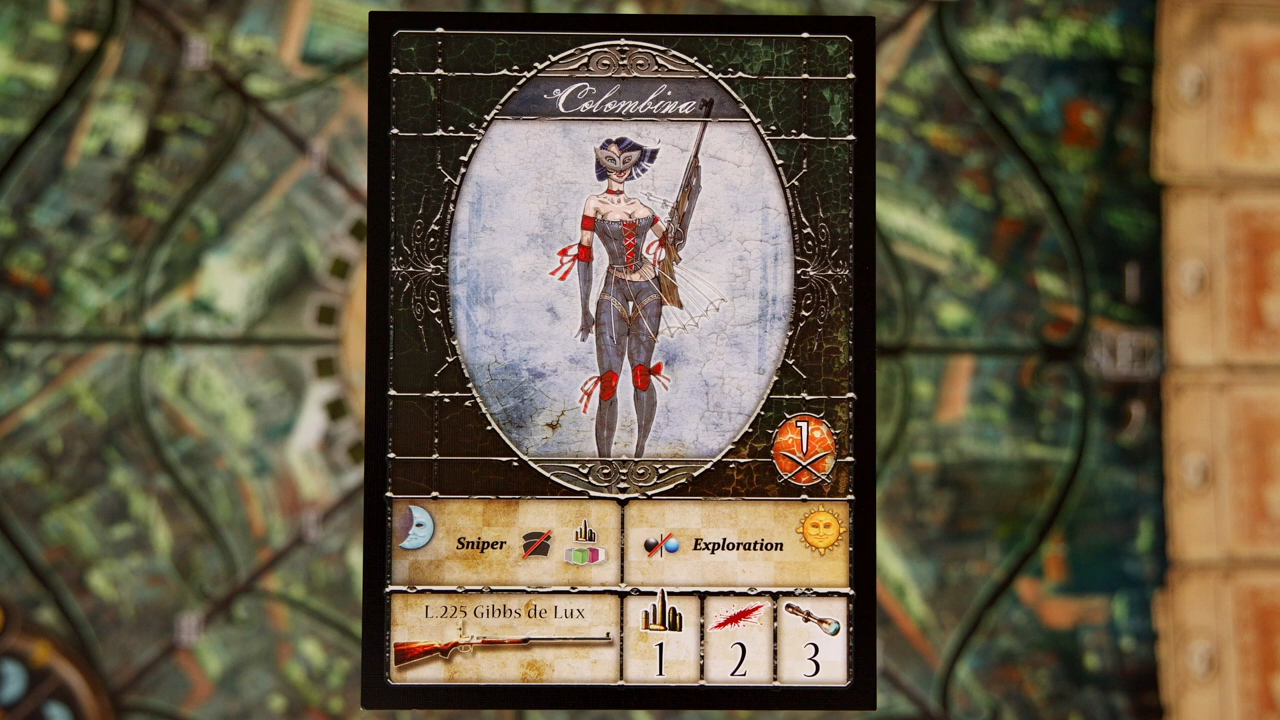 Colombina
1
Sniper
Exploration
L.225 Gibbs de Lux
1
2
3